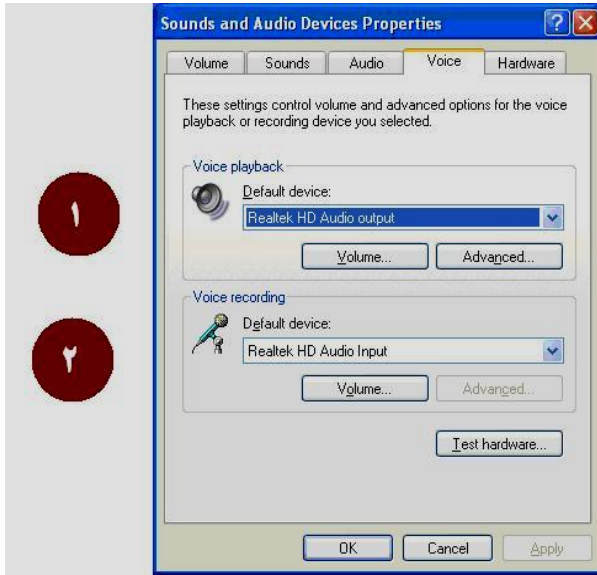 Sounds and Audio Devices Properties
Volume
Sounds
Audio
Voice
Hardware
These settings control volume and advanced options for the voice
playback or recording device you selected.
Voice playback
١
Default device:
Realtek HD Audio output
Volume...
Advanced...
Voice recording
٢
Default device:
Realtek HD Audio Input
Volume...
Advanced...
Test hardware...
OK
Cancel
Apply